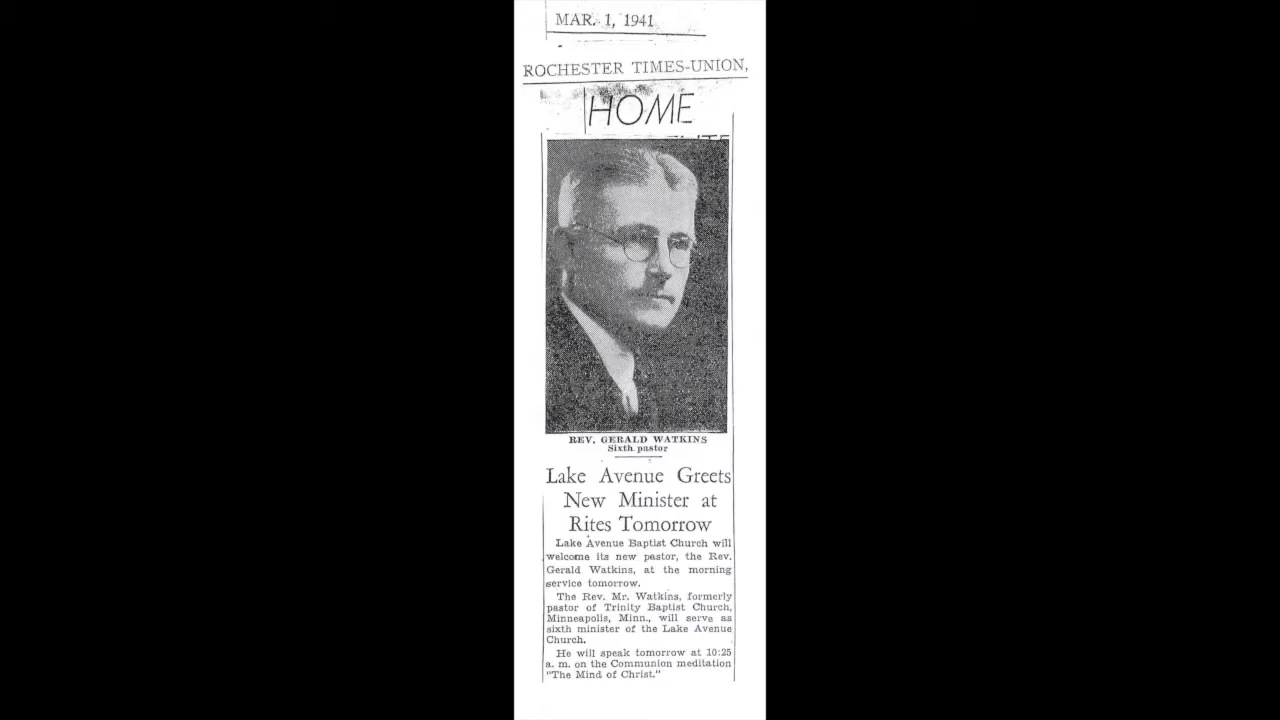 MAR. 1, 1941
ROCHESTER TIMES-UNION,
HOME
REV. GERALD WATKINS
Sixth pastor
Lake Avenue Greets
New Minister at
Rites Tomorrow
Lake Avenue Baptist Church will
welcome its new pastor, the Rev.
Gerald Watkins, at the morning
service tomorrow.
The Rev. Mr. Watkins, formerly
pastor of Trinity Baptist Church,
Minneapolis, Minn., will serve as
sixth minister of the Lake Avenue
Church.
He will speak tomorrow at 10:25
a. m. on the Communion meditation
"The Mind of Christ."